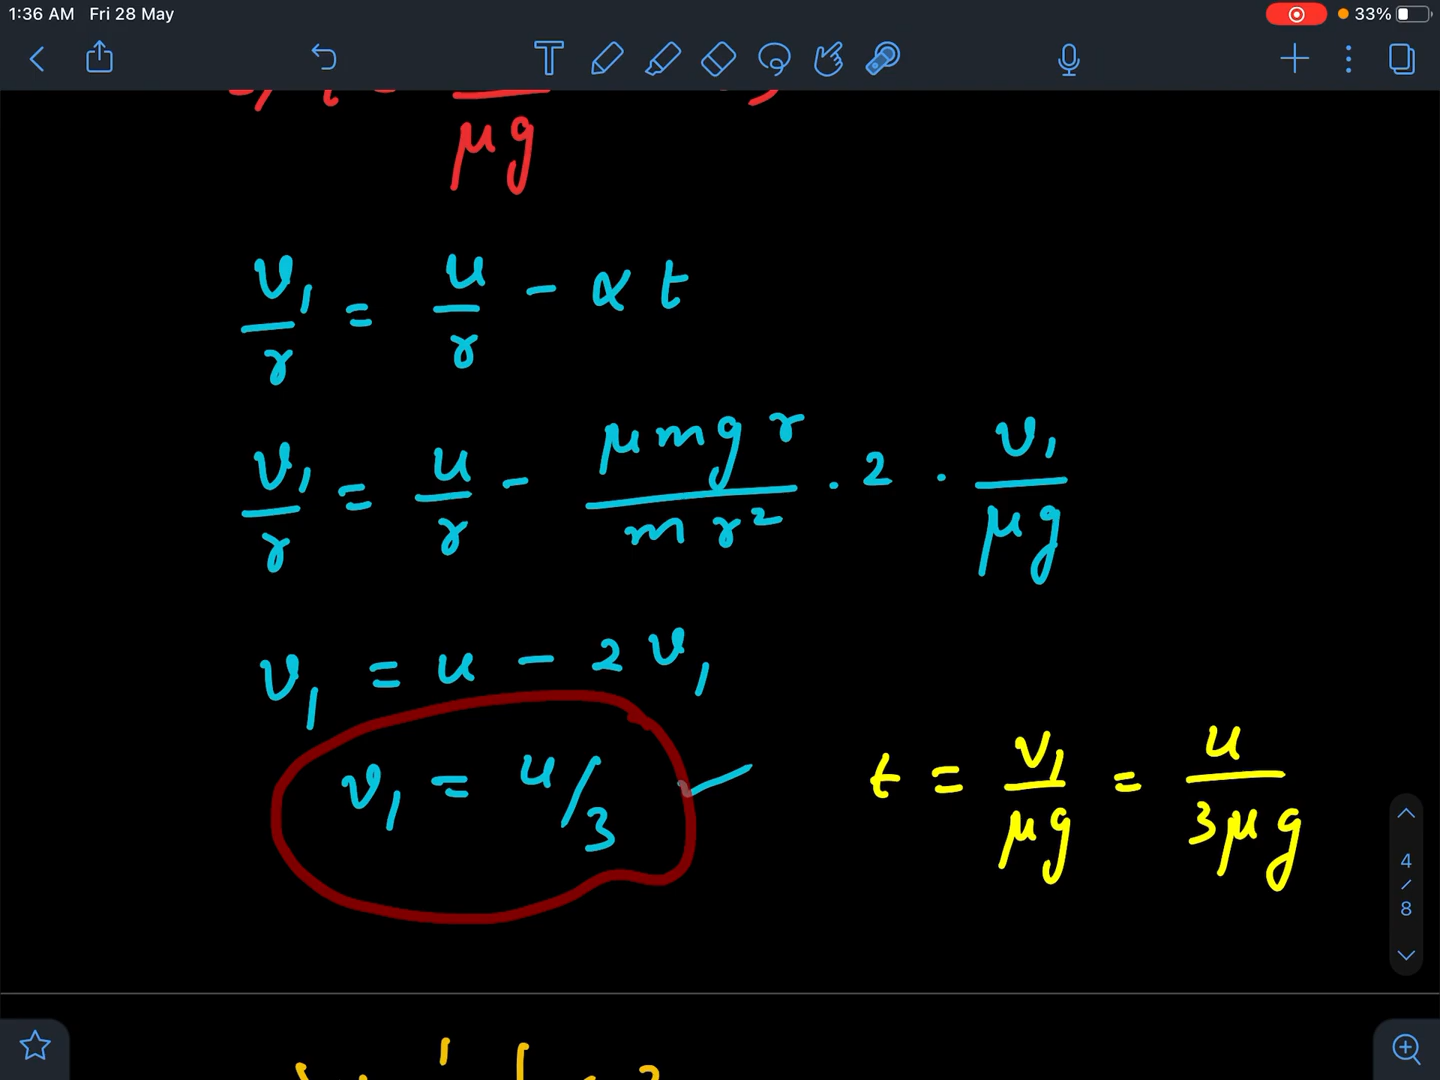 1:36 AM Fri 28 May 33%
μg
v₁/r = u/r - αt
v₁/r = u/r - μmgr/mr² · 2 · v₁/μg
v₁ = u - 2v₁
v₁ = u/3
t = v₁/μg = u/3μg
4
/
8